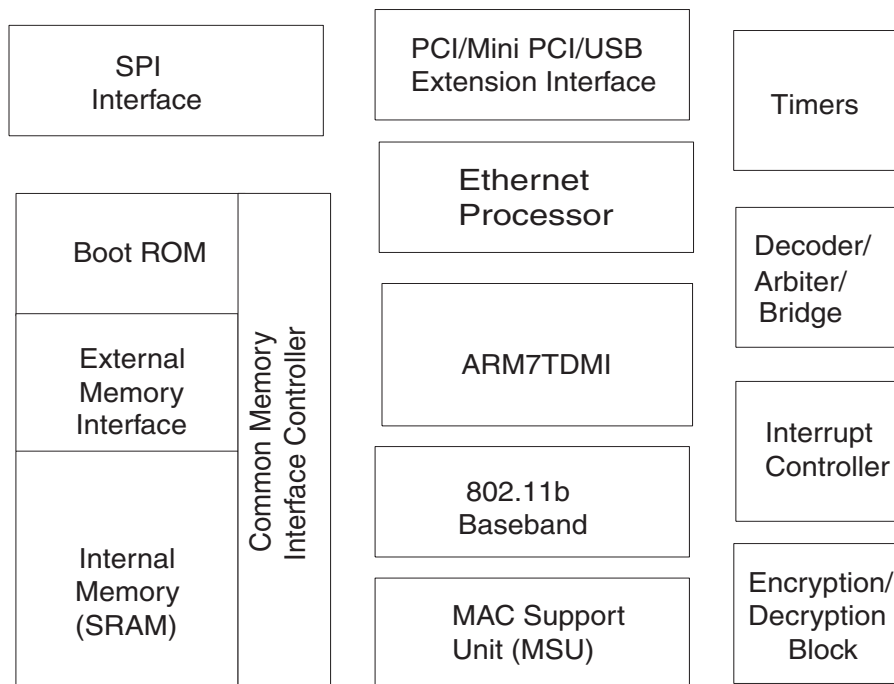 SPI
Interface
PCI/Mini PCI/USB
Extension Interface
Timers
Ethernet
Processor
Boot ROM
External
Memory
Interface
Internal
Memory
(SRAM)
Common Memory
Interface Controller
ARM7TDMI
802.11b
Baseband
MAC Support
Unit (MSU)
Decoder/
Arbiter/
Bridge
Interrupt
Controller
Encryption/
Decryption
Block